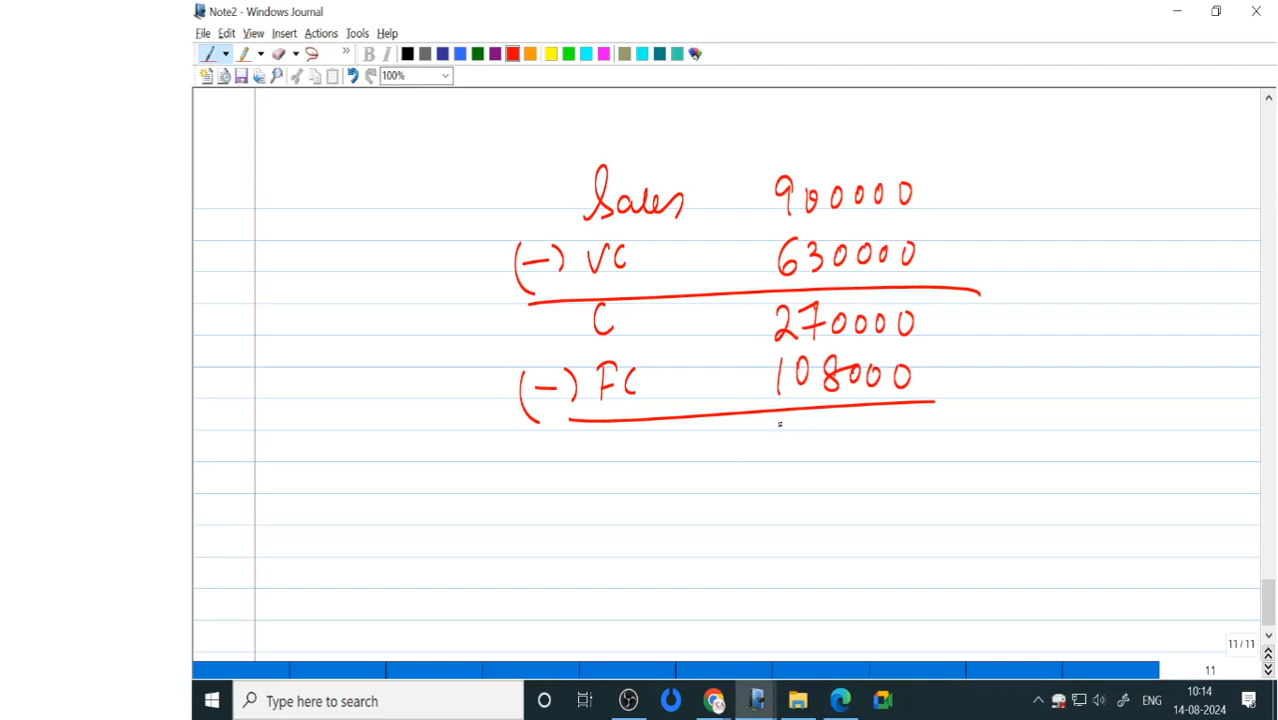 Note2 - Windows Journal
File Edit View Insert Actions Tools Help
B I
100%
Sales 900000
(-) VC 630000
C 270000
(-) FC 108000
11 / 11
11
Type here to search
ENG
10:14
14-08-2024